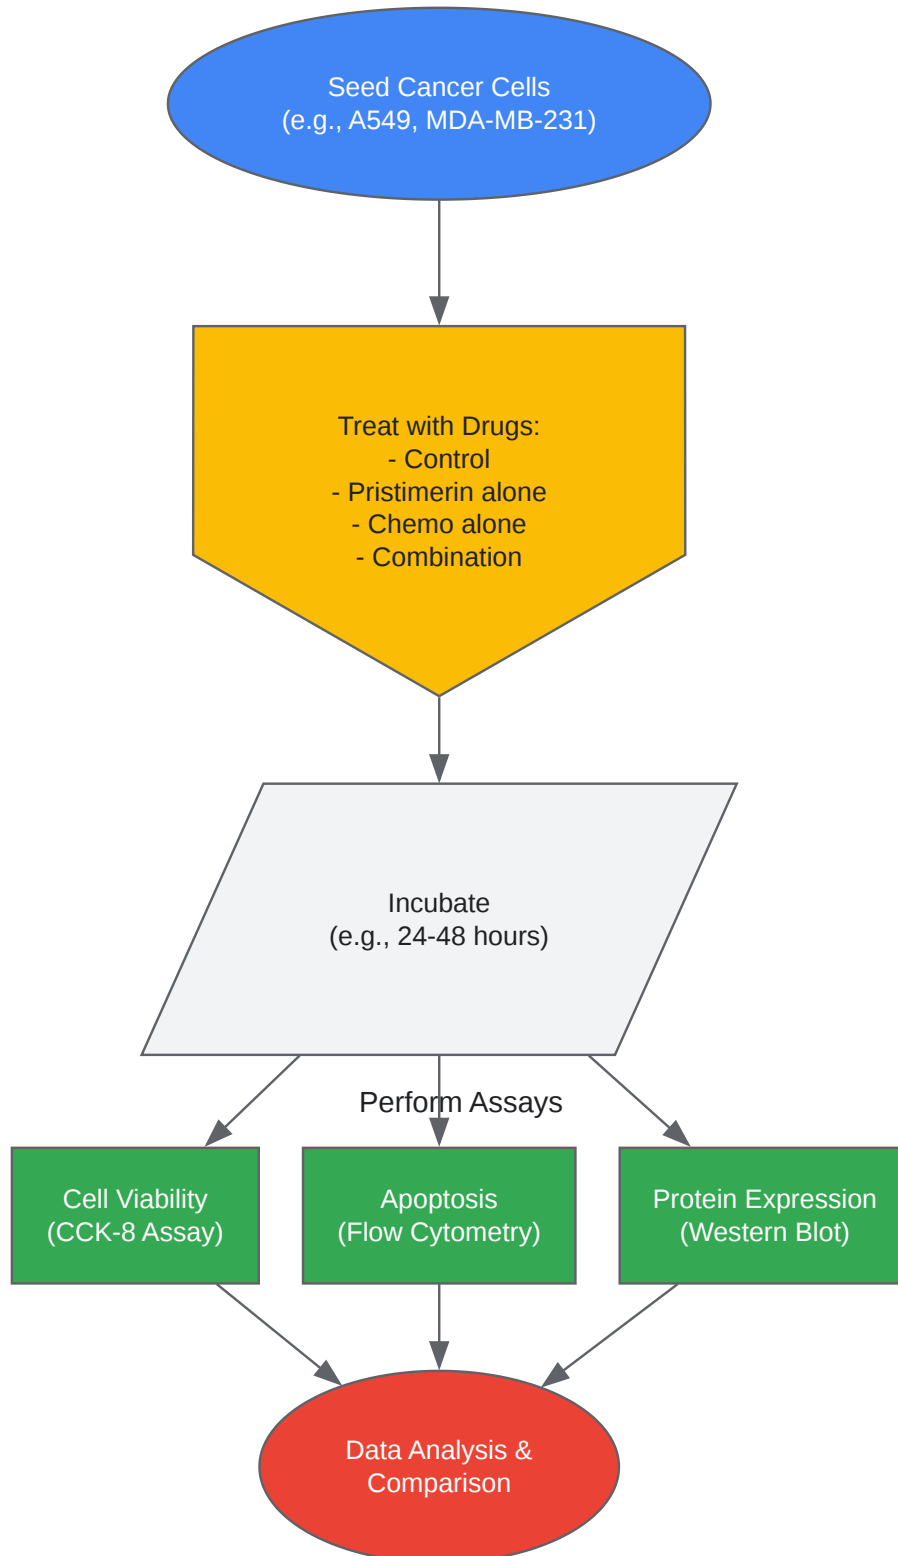 Seed Cancer Cells
(e.g., A549, MDA-MB-231)
Treat with Drugs:
- Control
- Pristimerin alone
- Chemo alone
- Combination
Incubate
(e.g., 24-48 hours)
Perform Assays
Cell Viability
(CCK-8 Assay)
Apoptosis
(Flow Cytometry)
Protein Expression
(Western Blot)
Data Analysis &
Comparison